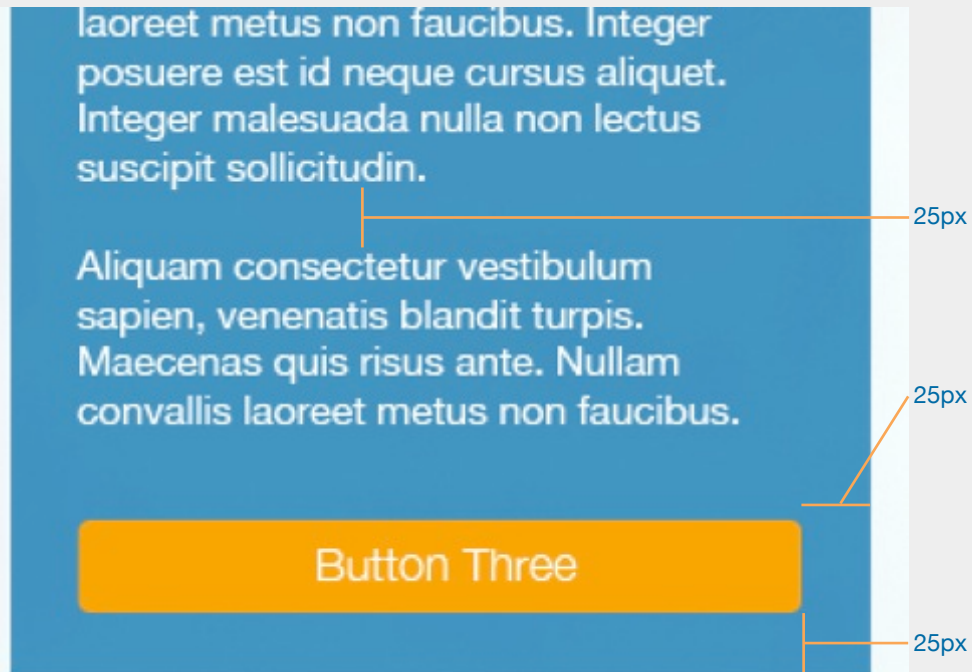 laoreet metus non faucibus. Integer
posuere est id neque cursus aliquet.
Integer malesuada nulla non lectus
suscipit sollicitudin.
25px
Aliquam consectetur vestibulum
sapien, venenatis blandit turpis.
Maecenas quis risus ante. Nullam
convallis laoreet metus non faucibus.
25px
Button Three
25px